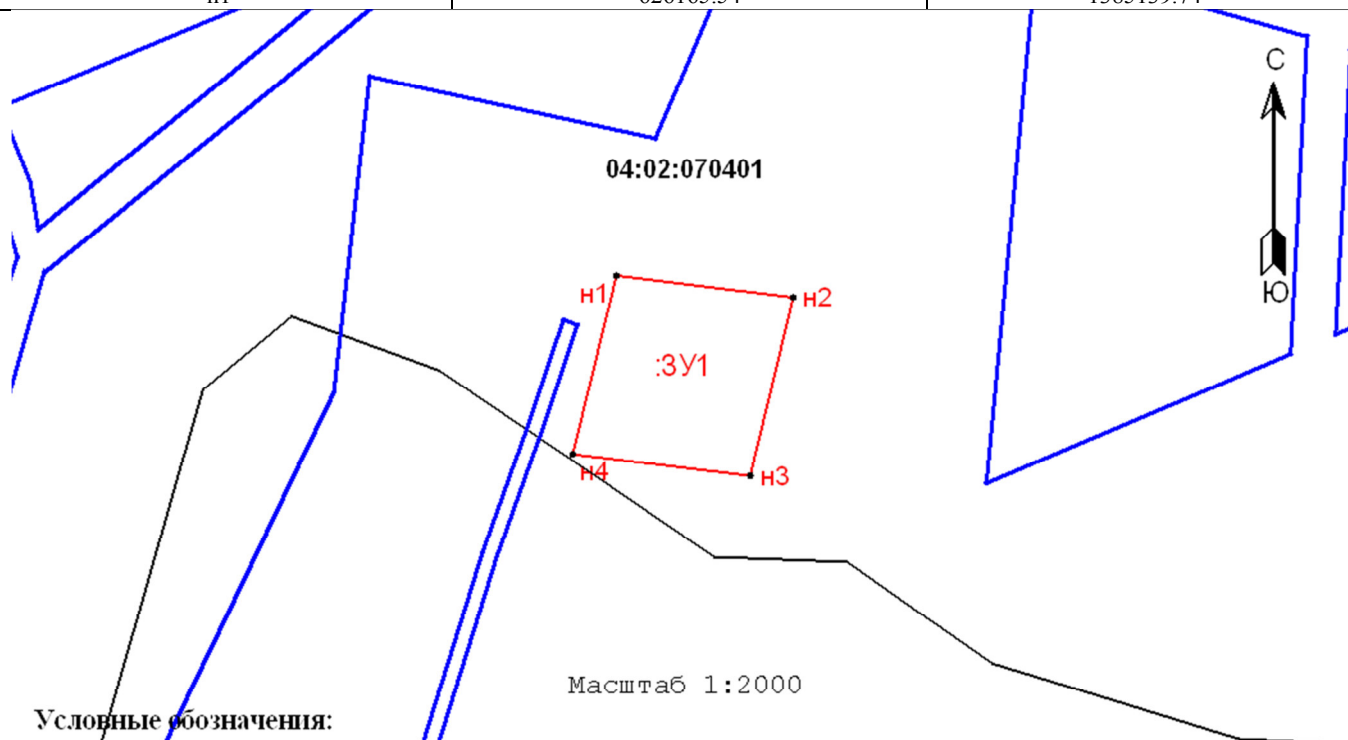 04:02:070401
С
н1
н2
Ю
:ЗУ1
н4
н3
Масштаб 1:2000
Условные обозначения: